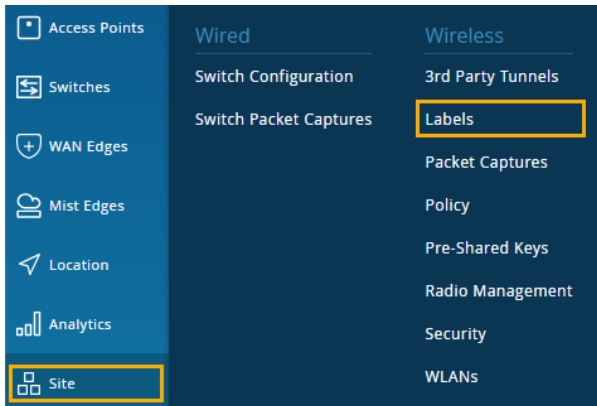 Access Points
Switches
WAN Edges
Mist Edges
Location
Analytics
Site
Wired
Switch Configuration
Switch Packet Captures
Wireless
3rd Party Tunnels
Labels
Packet Captures
Policy
Pre-Shared Keys
Radio Management
Security
WLANs